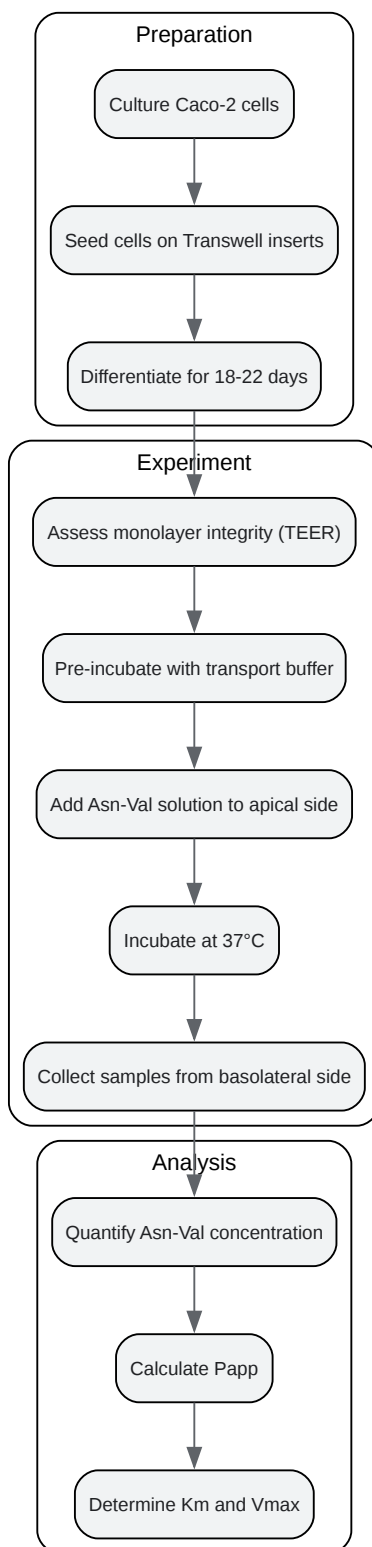 Preparation
Culture Caco-2 cells
Seed cells on Transwell inserts
Differentiate for 18-22 days
Experiment
Assess monolayer integrity (TEER)
Pre-incubate with transport buffer
Add Asn-Val solution to apical side
Incubate at 37°C
Collect samples from basolateral side
Analysis
Quantify Asn-Val concentration
Calculate Papp
Determine Km and Vmax